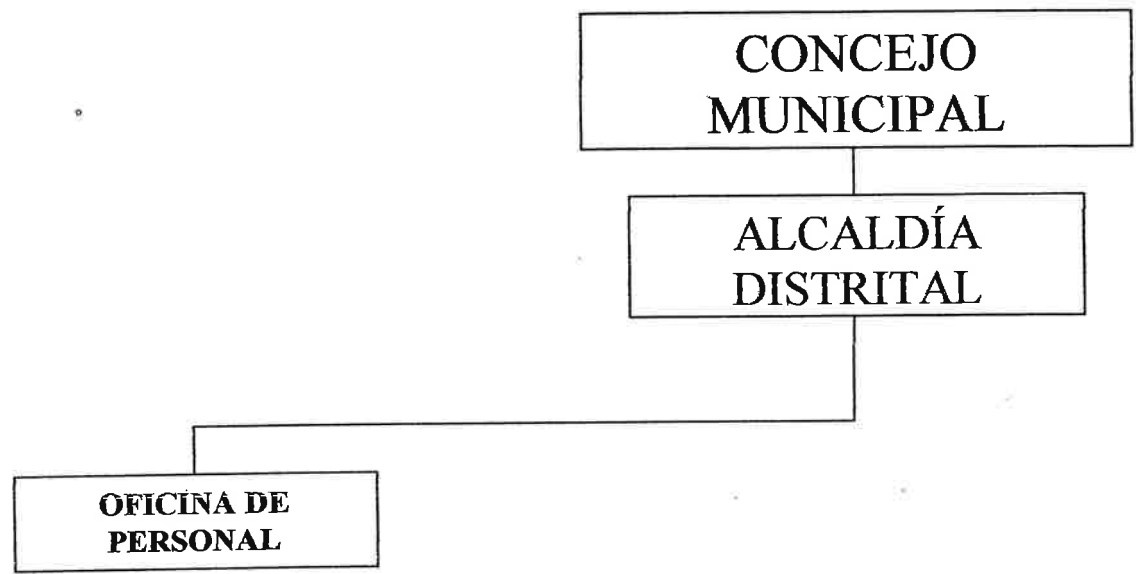 CONCEJO
MUNICIPAL
ALCALDÍA
DISTRITAL
OFICINA DE
PERSONAL